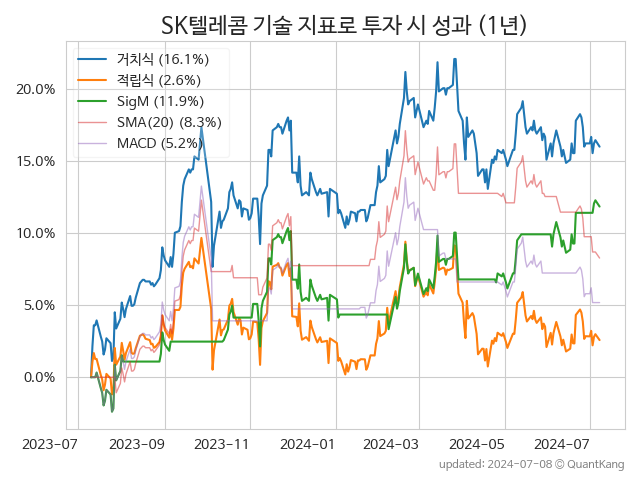 SK텔레콤 기술 지표로 투자 시 성과 (1년)
거치식 (16.1%)
적립식 (2.6%)
SigM (11.9%)
SMA(20) (8.3%)
MACD (5.2%)
20.0%
15.0%
10.0%
5.0%
0.0%
2023-07 2023-09 2023-11 2024-01 2024-03 2024-05 2024-07
updated: 2024-07-08 © QuantKang